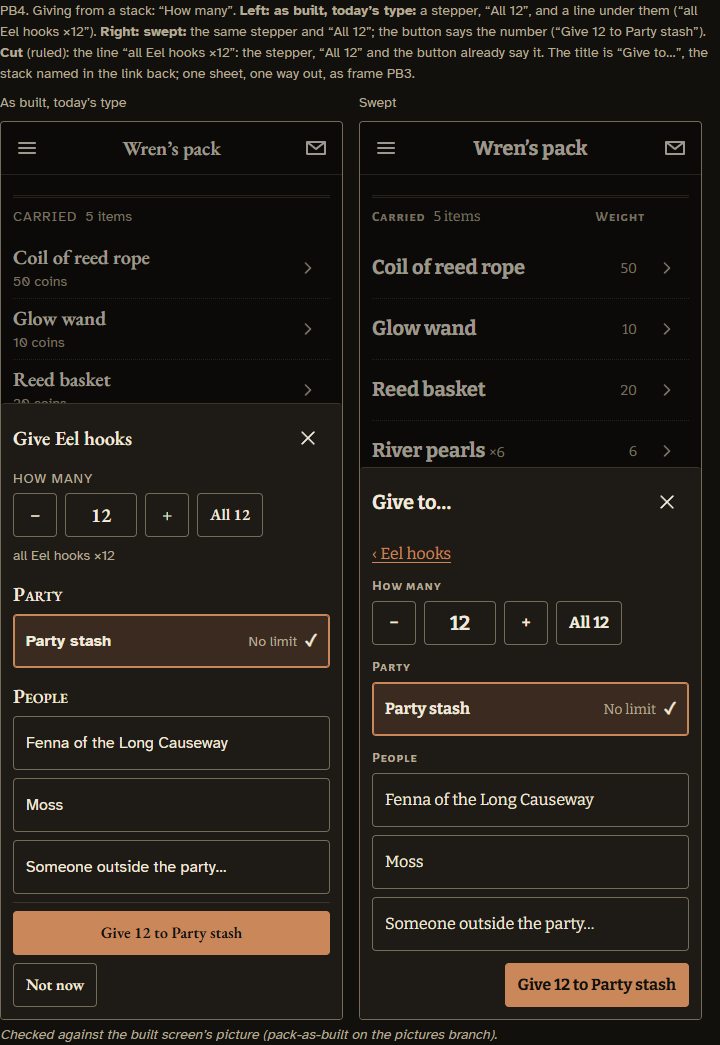 PB4. Giving from a stack: “How many”. Left: as built, today’s type: a stepper, “All 12”, and a line under them (“all
Eel hooks ×12”). Right: swept: the same stepper and “All 12”; the button says the number (“Give 12 to Party stash”).
Cut (ruled): the line “all Eel hooks ×12”: the stepper, “All 12” and the button already say it. The title is “Give to…”, the
stack named in the link back; one sheet, one way out, as frame PB3.
As built, today’s type
Wren’s pack
CARRIED 5 items
Coil of reed rope
50 coins
Glow wand
10 coins
Reed basket
20 coins
Give Eel hooks
HOW MANY
− 12 + All 12
all Eel hooks ×12
PARTY
Party stash No limit ✓
PEOPLE
Fenna of the Long Causeway
Moss
Someone outside the party…
Give 12 to Party stash
Not now
Swept
Wren’s pack
CARRIED 5 items WEIGHT
Coil of reed rope 50
Glow wand 10
Reed basket 20
River pearls ×6 6
Give to…
‹ Eel hooks
HOW MANY
− 12 + All 12
PARTY
Party stash No limit ✓
PEOPLE
Fenna of the Long Causeway
Moss
Someone outside the party…
Give 12 to Party stash
Checked against the built screen’s picture (pack-as-built on the pictures branch).